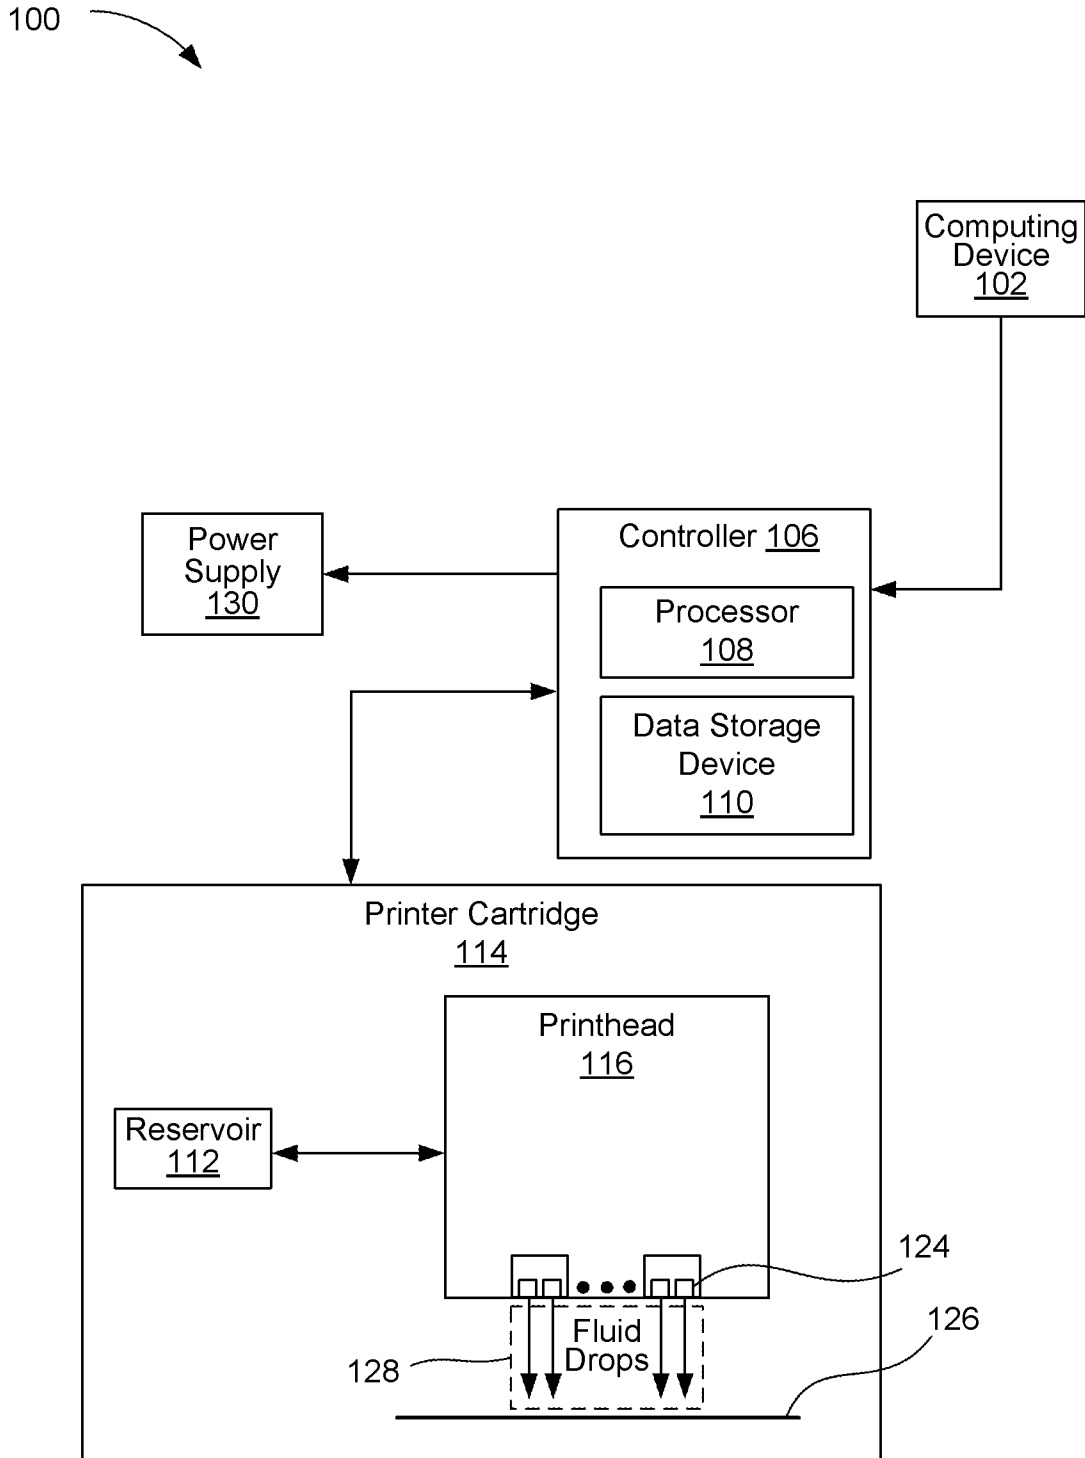 100
Computing
Device
102
Power
Supply
130
Controller 106
Processor
108
Data Storage
Device
110
Printer Cartridge
114
Printhead
116
Reservoir
112
124
126
Fluid
Drops
128